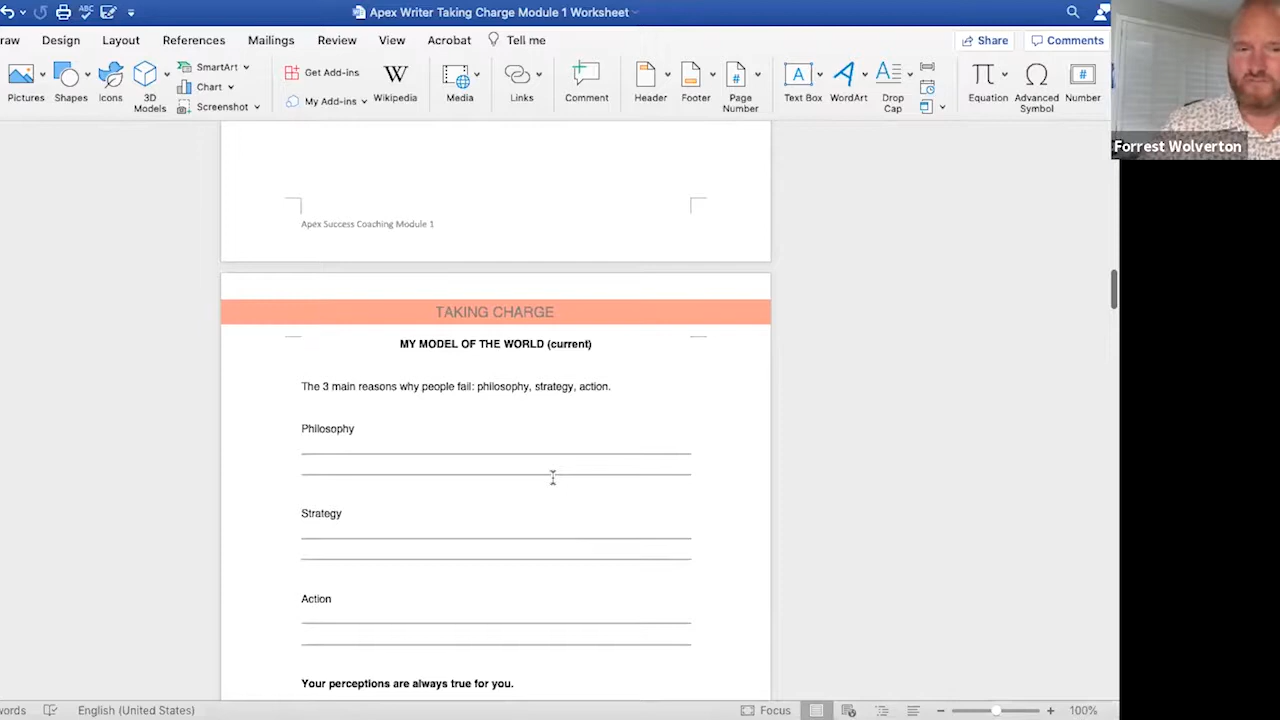 Apex Writer Taking Charge Module 1 Worksheet
raw Design Layout References Mailings Review View Acrobat Tell me Share Comments
Pictures Shapes Icons 3D Models SmartArt Chart Screenshot Get Add-ins My Add-ins Wikipedia Media Links Comment Header Footer Page Number Text Box WordArt Drop Cap Equation Advanced Symbol Number
Forrest Wolverton
Apex Success Coaching Module 1
TAKING CHARGE
MY MODEL OF THE WORLD (current)
The 3 main reasons why people fail: philosophy, strategy, action.
Philosophy
Strategy
Action
Your perceptions are always true for you.
words English (United States) Focus 100%